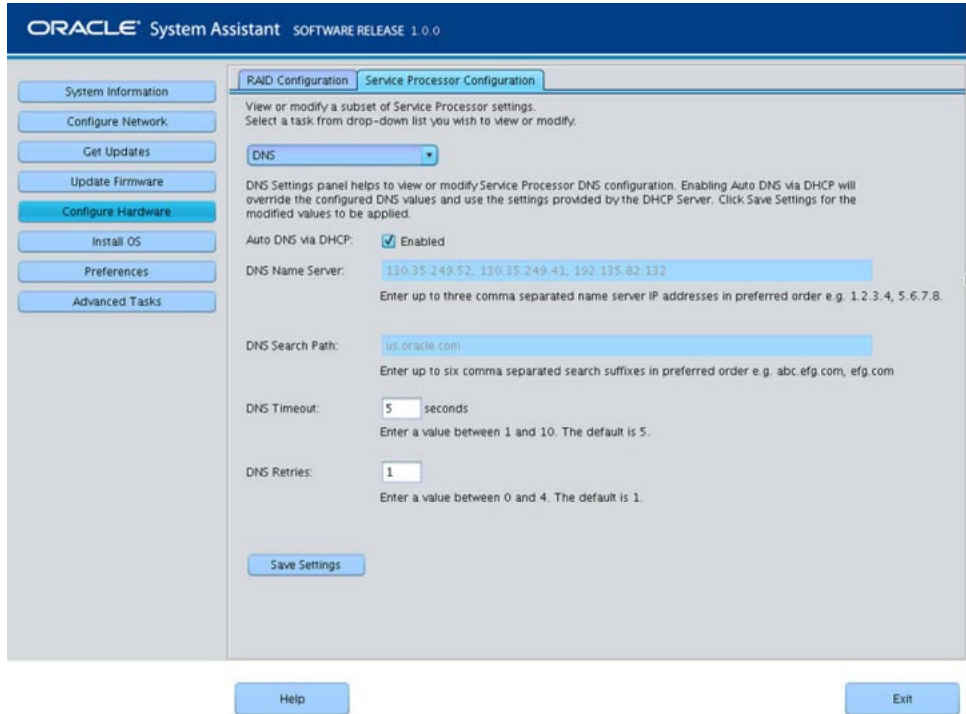 ORACLE® System Assistant SOFTWARE RELEASE 1.0.0
System Information
Configure Network
Get Updates
Update Firmware
Configure Hardware
Install OS
Preferences
Advanced Tasks
RAID Configuration
Service Processor Configuration
View or modify a subset of Service Processor settings.
Select a task from drop-down list you wish to view or modify.
DNS
DNS Settings panel helps to view or modify Service Processor DNS configuration. Enabling Auto DNS via DHCP will
override the configured DNS values and use the settings provided by the DHCP Server. Click Save Settings for the
modified values to be applied.
Auto DNS via DHCP: Enabled
DNS Name Server: 130.35.249.52, 130.35.249.41, 192.135.82.132
Enter up to three comma separated name server IP addresses in preferred order e.g. 1.2.3.4, 5.6.7.8.
DNS Search Path: us.oracle.com
Enter up to six comma separated search suffixes in preferred order e.g. abc.efg.com, efg.com
DNS Timeout: 5 seconds
Enter a value between 1 and 10. The default is 5.
DNS Retries: 1
Enter a value between 0 and 4. The default is 1.
Save Settings
Help
Exit